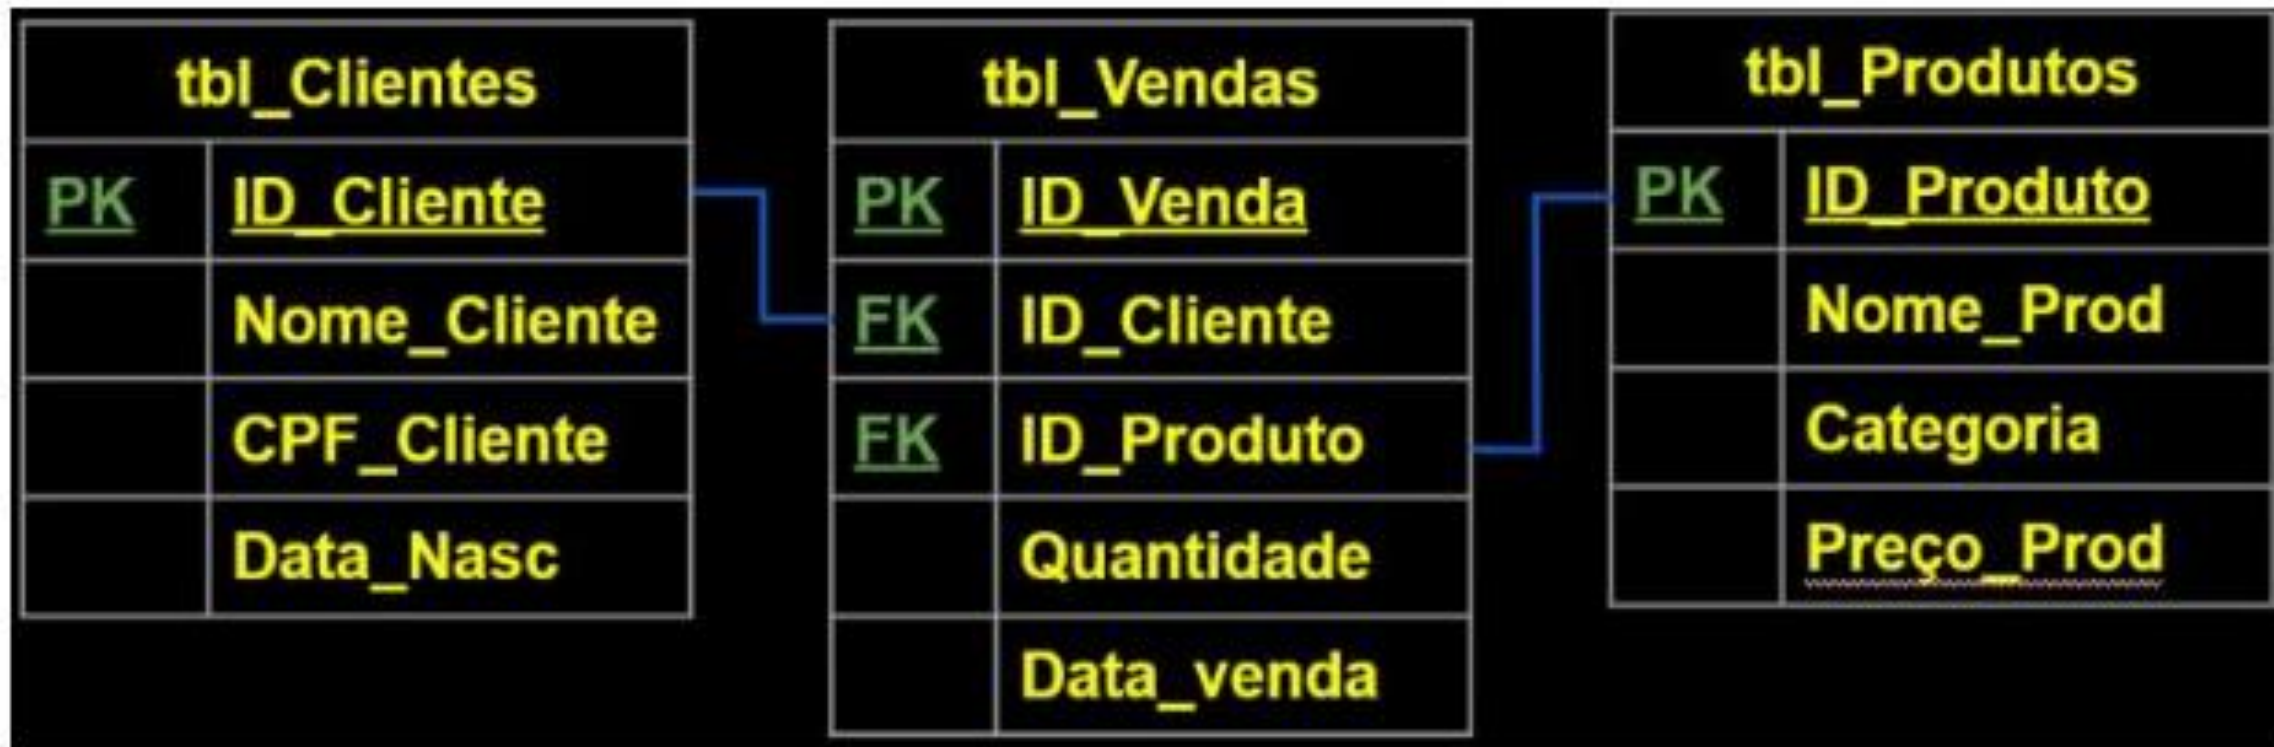 tbl_Clientes
PK ID_Cliente
Nome_Cliente
CPF_Cliente
Data_Nasc
tbl_Vendas
PK ID_Venda
FK ID_Cliente
FK ID_Produto
Quantidade
Data_venda
tbl_Produtos
PK ID_Produto
Nome_Prod
Categoria
Preço_Prod